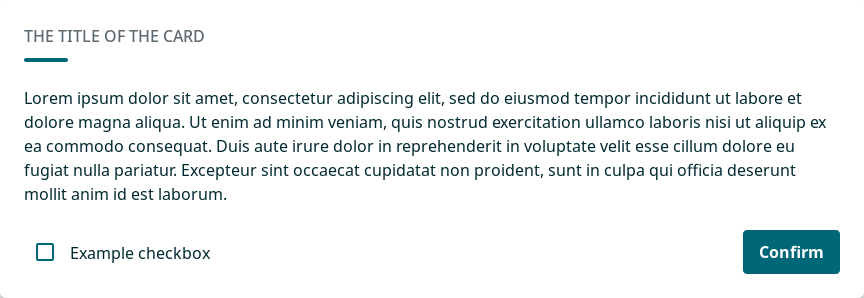 THE TITLE OF THE CARD
Lorem ipsum dolor sit amet, consectetur adipiscing elit, sed do eiusmod tempor incididunt ut labore et
dolore magna aliqua. Ut enim ad minim veniam, quis nostrud exercitation ullamco laboris nisi ut aliquip ex
ea commodo consequat. Duis aute irure dolor in reprehenderit in voluptate velit esse cillum dolore eu
fugiat nulla pariatur. Excepteur sint occaecat cupidatat non proident, sunt in culpa qui officia deserunt
mollit anim id est laborum.
Example checkbox
Confirm